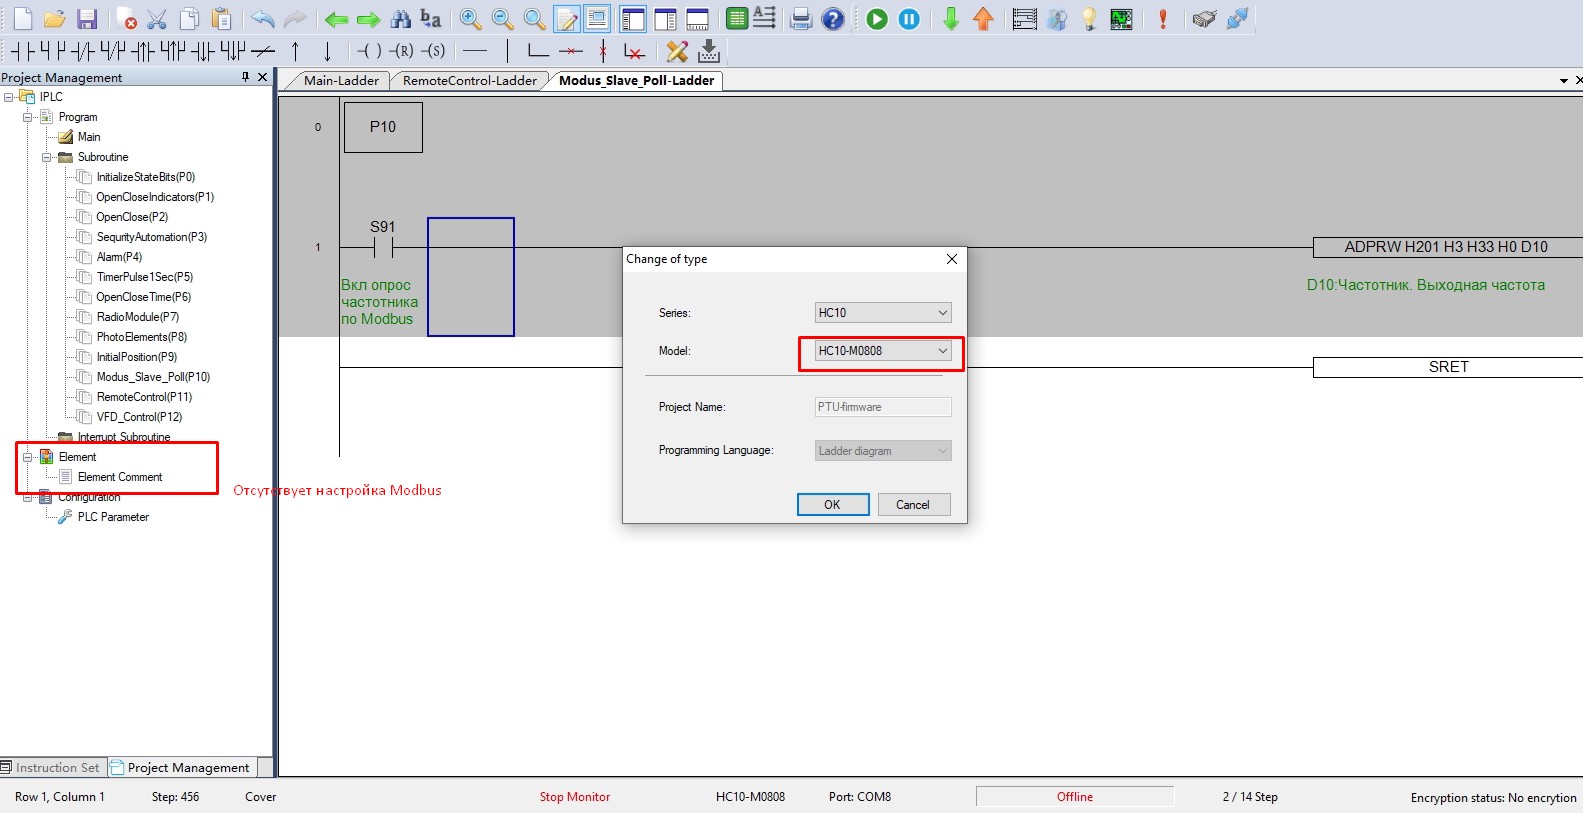 ba
( )
(R)
(S)
Project Management
Main-Ladder
RemoteControl-Ladder
Modus_Slave_Poll-Ladder
IPLC
Program
Main
Subroutine
InitializeStateBits(P0)
OpenCloseIndicators(P1)
OpenClose(P2)
SequrityAutomation(P3)
Alarm(P4)
TimerPulse1Sec(P5)
OpenCloseTime(P6)
RadioModule(P7)
PhotoElements(P8)
InitialPosition(P9)
Modus_Slave_Poll(P10)
RemoteControl(P11)
VFD_Control(P12)
Interrupt Subroutine
Element
Element Comment
Configuration
PLC Parameter
Отсутствует настройка Modbus
0
P10
1
S91
Вкл опрос
частотника
по Modbus
ADPRW H201 H3 H33 H0 D10
D10:Частотник. Выходная частота
SRET
Change of type
Series:
HC10
Model:
HC10-M0808
Project Name:
PTU-firmware
Programming Language:
Ladder diagram
OK
Cancel
Instruction Set
Project Management
Row 1, Column 1
Step: 456
Cover
Stop Monitor
HC10-M0808
Port: COM8
Offline
2 / 14 Step
Encryption status: No encrytion